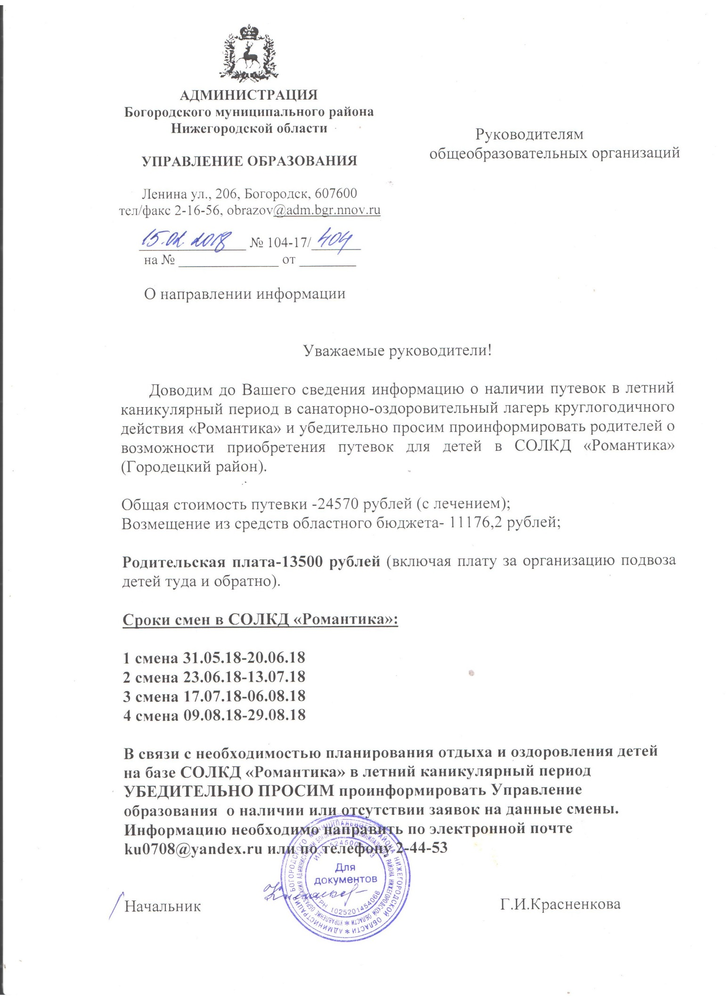 АДМИНИСТРАЦИЯ
Богородского муниципального района
Нижегородской области
УПРАВЛЕНИЕ ОБРАЗОВАНИЯ
Ленина ул., 206, Богородск, 607600
тел/факс 2-16-56, obrazov@adm.bgr.nnov.ru
15.02 2018 № 104-17/404
на № ______________ от ________
О направлении информации
Руководителям
общеобразовательных организаций
Уважаемые руководители!
Доводим до Вашего сведения информацию о наличии путевок в летний
каникулярный период в санаторно-оздоровительный лагерь круглогодичного
действия «Романтика» и убедительно просим проинформировать родителей о
возможности приобретения путевок для детей в СОЛКД «Романтика»
(Городецкий район).
Общая стоимость путевки -24570 рублей (с лечением);
Возмещение из средств областного бюджета- 11176,2 рублей;
Родительская плата-13500 рублей (включая плату за организацию подвоза
детей туда и обратно).
Сроки смен в СОЛКД «Романтика»:
1 смена 31.05.18-20.06.18
2 смена 23.06.18-13.07.18
3 смена 17.07.18-06.08.18
4 смена 09.08.18-29.08.18
В связи с необходимостью планирования отдыха и оздоровления детей
на базе СОЛКД «Романтика» в летний каникулярный период
УБЕДИТЕЛЬНО ПРОСИМ проинформировать Управление
образования  о наличии или отсутствии заявок на данные смены.
Информацию необходимо направить по электронной почте
ku0708@yandex.ru или по телефону 2-44-53
Начальник
Г.И.Красненкова
АДМИНИСТРАЦИЯ БОГОРОДСКОГО МУНИЦИПАЛЬНОГО РАЙОНА НИЖЕГОРОДСКОЙ ОБЛАСТИ
УПРАВЛЕНИЕ ОБРАЗОВАНИЯ АДМИНИСТРАЦИИ БОГОРОДСКОГО МУНИЦИПАЛЬНОГО РАЙОНА НИЖЕГОРОДСКОЙ ОБЛАСТИ
ИНН
ОГРН 1025201454068
Для
документов